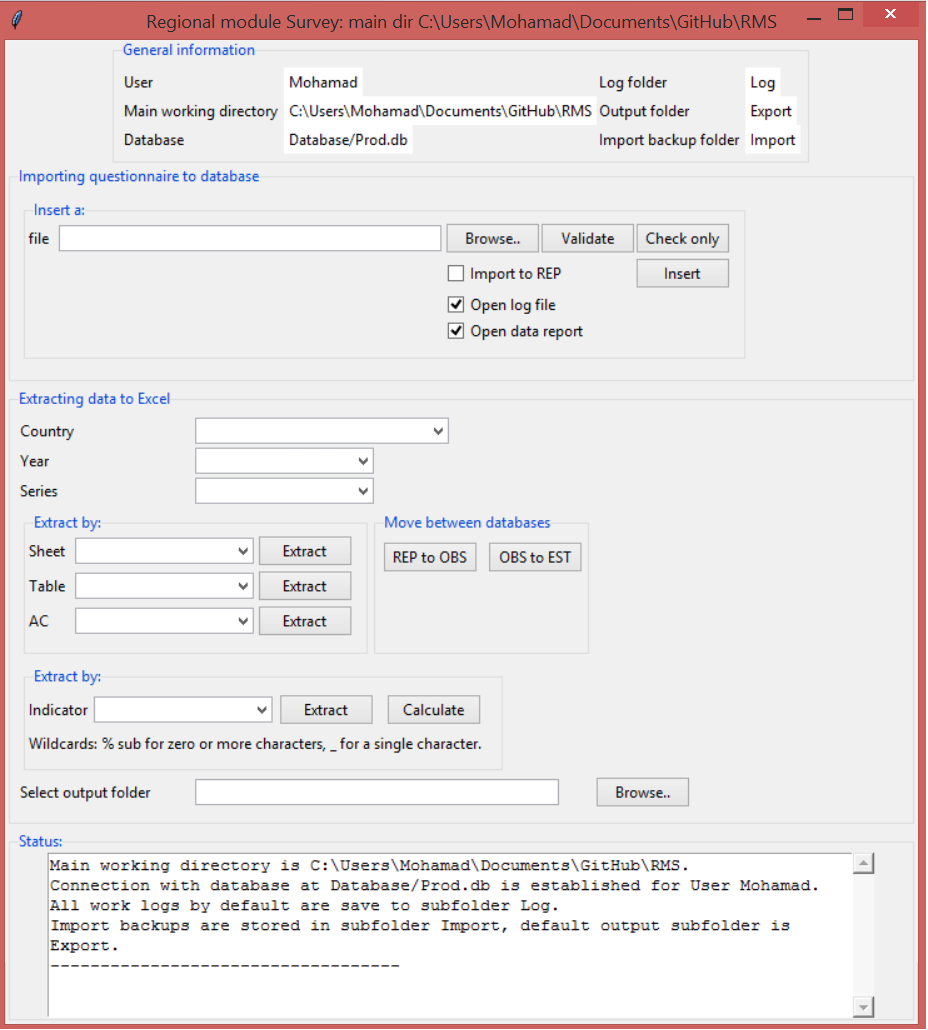 Regional module Survey: main dir C:\Users\Mohamad\Documents\GitHub\RMS
General information
User Mohamad Log folder Log
Main working directory C:\Users\Mohamad\Documents\GitHub\RMS Output folder Export
Database Database/Prod.db Import backup folder Import
Importing questionnaire to database
Insert a:
file Browse.. Validate Check only
Import to REP Insert
Open log file
Open data report
Extracting data to Excel
Country
Year
Series
Extract by: Move between databases
Sheet Extract REP to OBS OBS to EST
Table Extract
AC Extract
Extract by:
Indicator Extract Calculate
Wildcards: % sub for zero or more characters, _ for a single character.
Select output folder Browse..
Status:
Main working directory is C:\Users\Mohamad\Documents\GitHub\RMS.
Connection with database at Database/Prod.db is established for User Mohamad.
All work logs by default are save to subfolder Log.
Import backups are stored in subfolder Import, default output subfolder is
Export.
-----------------------------------